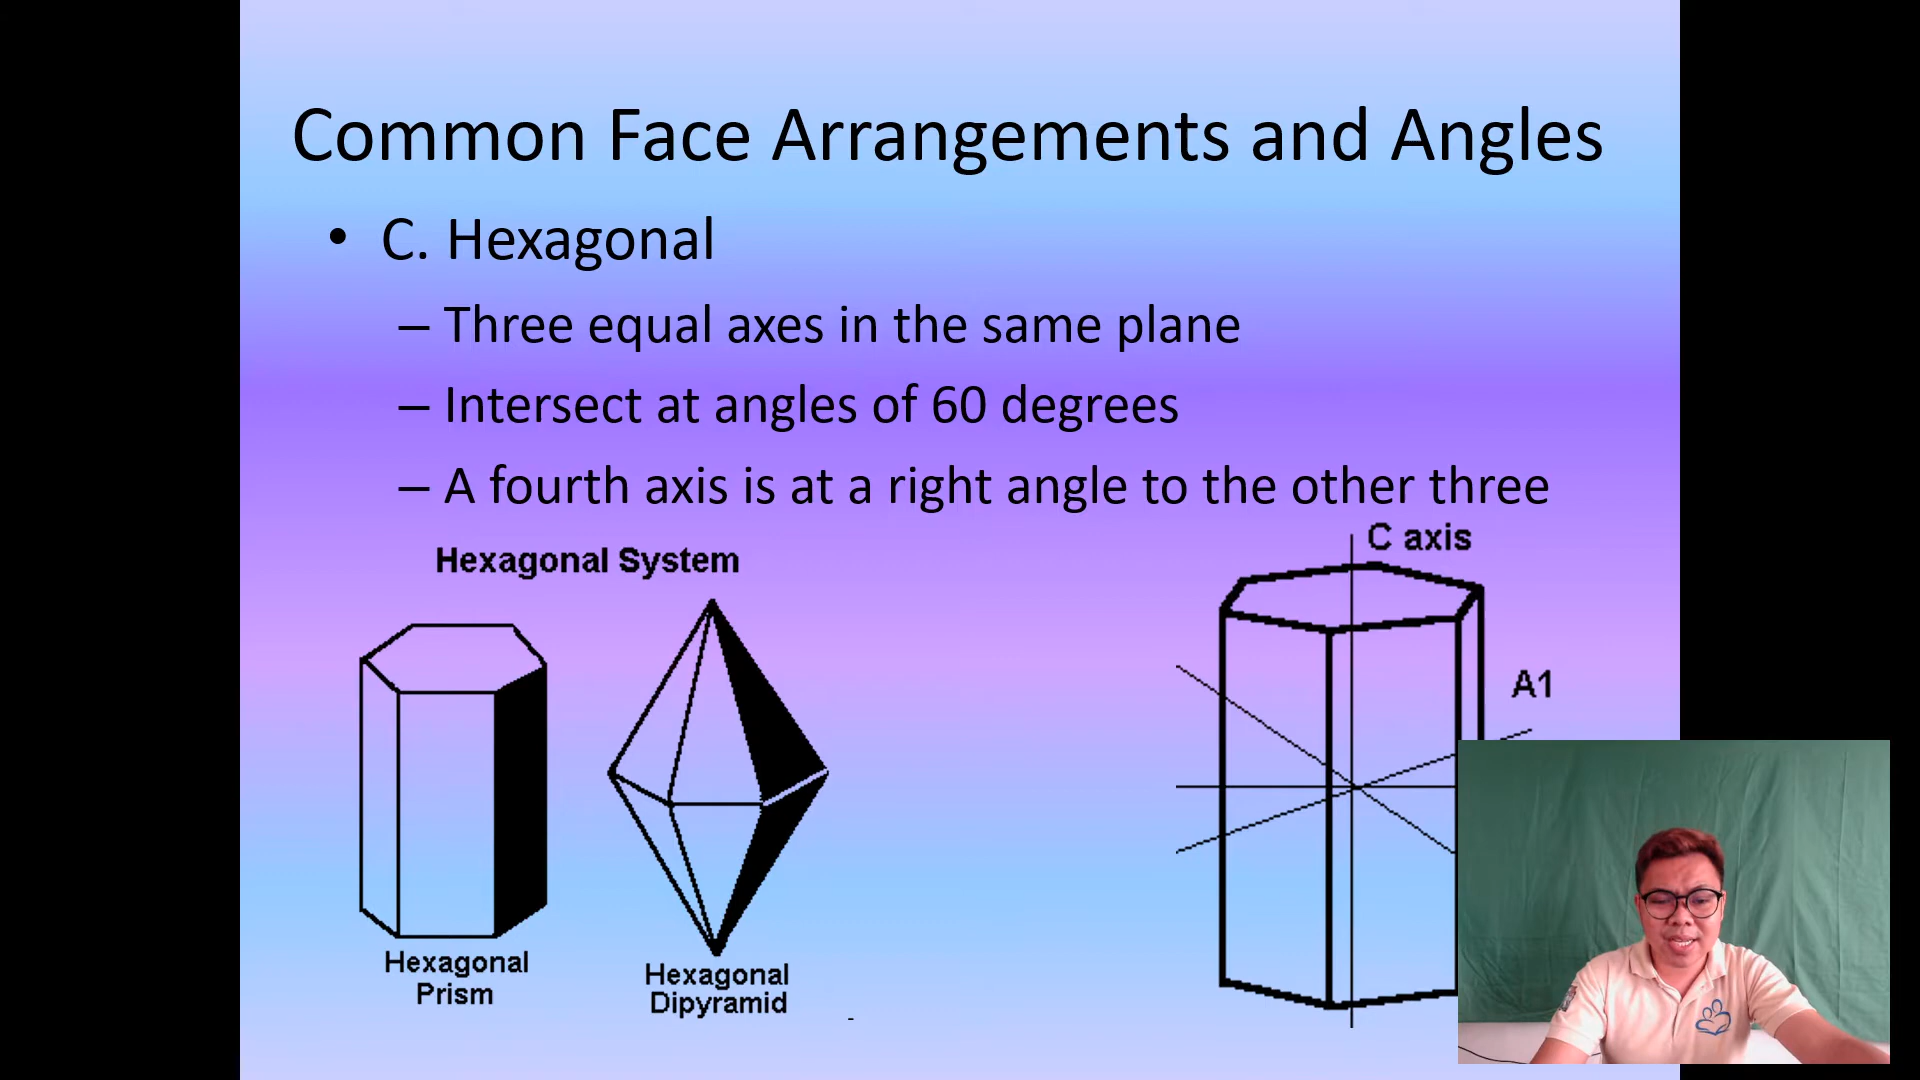 Common Face Arrangements and Angles
• C. Hexagonal
– Three equal axes in the same plane
– Intersect at angles of 60 degrees
– A fourth axis is at a right angle to the other three
Hexagonal System
C axis
A1
Hexagonal
Prism
Hexagonal
Dipyramid